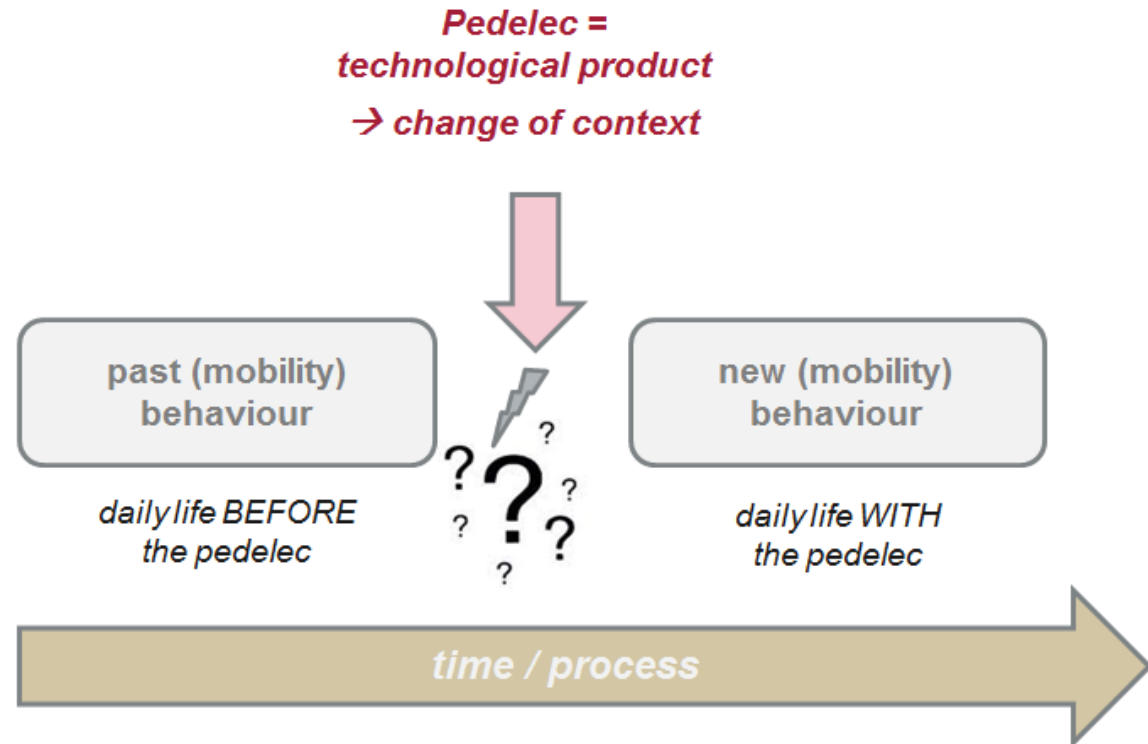 Pedelec =
technological product
→ change of context
past (mobility)
behaviour
new (mobility)
behaviour
?
? ? ?
? ?
?
daily life BEFORE
the pedelec
daily life WITH
the pedelec
time / process